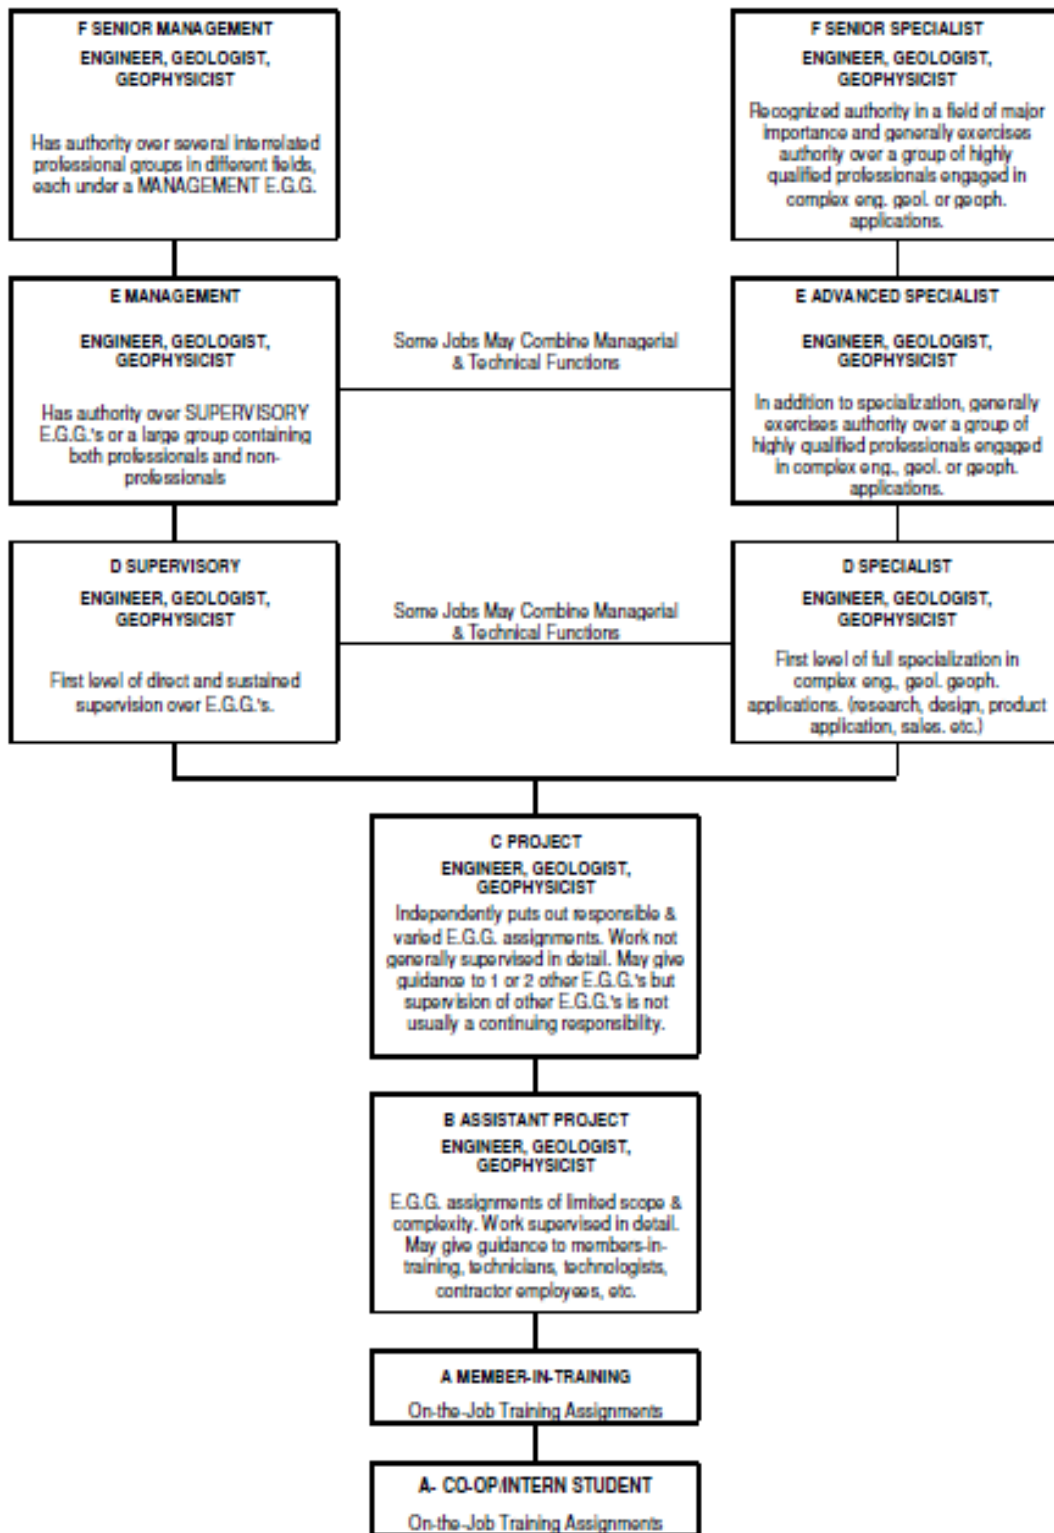 F SENIOR MANAGEMENT
ENGINEER, GEOLOGIST,
GEOPHYSICIST
Has authority over several interrelated
professional groups in different fields,
each under a MANAGEMENT E.G.G.
F SENIOR SPECIALIST
ENGINEER, GEOLOGIST,
GEOPHYSICIST
Recognized authority in a field of major
importance and generally exercises
authority over a group of highly
qualified professionals engaged in
complex eng. geol. or geoph.
applications.
E MANAGEMENT
ENGINEER, GEOLOGIST,
GEOPHYSICIST
Has authority over SUPERVISORY
E.G.G.'s or a large group containing
both professionals and non-
professionals
Some Jobs May Combine Managerial
& Technical Functions
E ADVANCED SPECIALIST
ENGINEER, GEOLOGIST,
GEOPHYSICIST
In addition to specialization, generally
exercises authority over a group of
highly qualified professionals engaged
in complex eng., geol. or geoph.
applications.
D SUPERVISORY
ENGINEER, GEOLOGIST,
GEOPHYSICIST
First level of direct and sustained
supervision over E.G.G.'s.
Some Jobs May Combine Managerial
& Technical Functions
D SPECIALIST
ENGINEER, GEOLOGIST,
GEOPHYSICIST
First level of full specialization in
complex eng., geol. geoph.
applications. (research, design, product
application, sales. etc.)
C PROJECT
ENGINEER, GEOLOGIST,
GEOPHYSICIST
Independently puts out responsible &
varied E.G.G. assignments. Work not
generally supervised in detail. May give
guidance to 1 or 2 other E.G.G.'s but
supervision of other E.G.G.'s is not
usually a continuing responsibility.
B ASSISTANT PROJECT
ENGINEER, GEOLOGIST,
GEOPHYSICIST
E.G.G. assignments of limited scope &
complexity. Work supervised in detail.
May give guidance to members-in-
training, technicians, technologists,
contractor employees, etc.
A MEMBER-IN-TRAINING
On-the-Job Training Assignments
A- CO-OP/INTERN STUDENT
On-the-Job Training Assignments